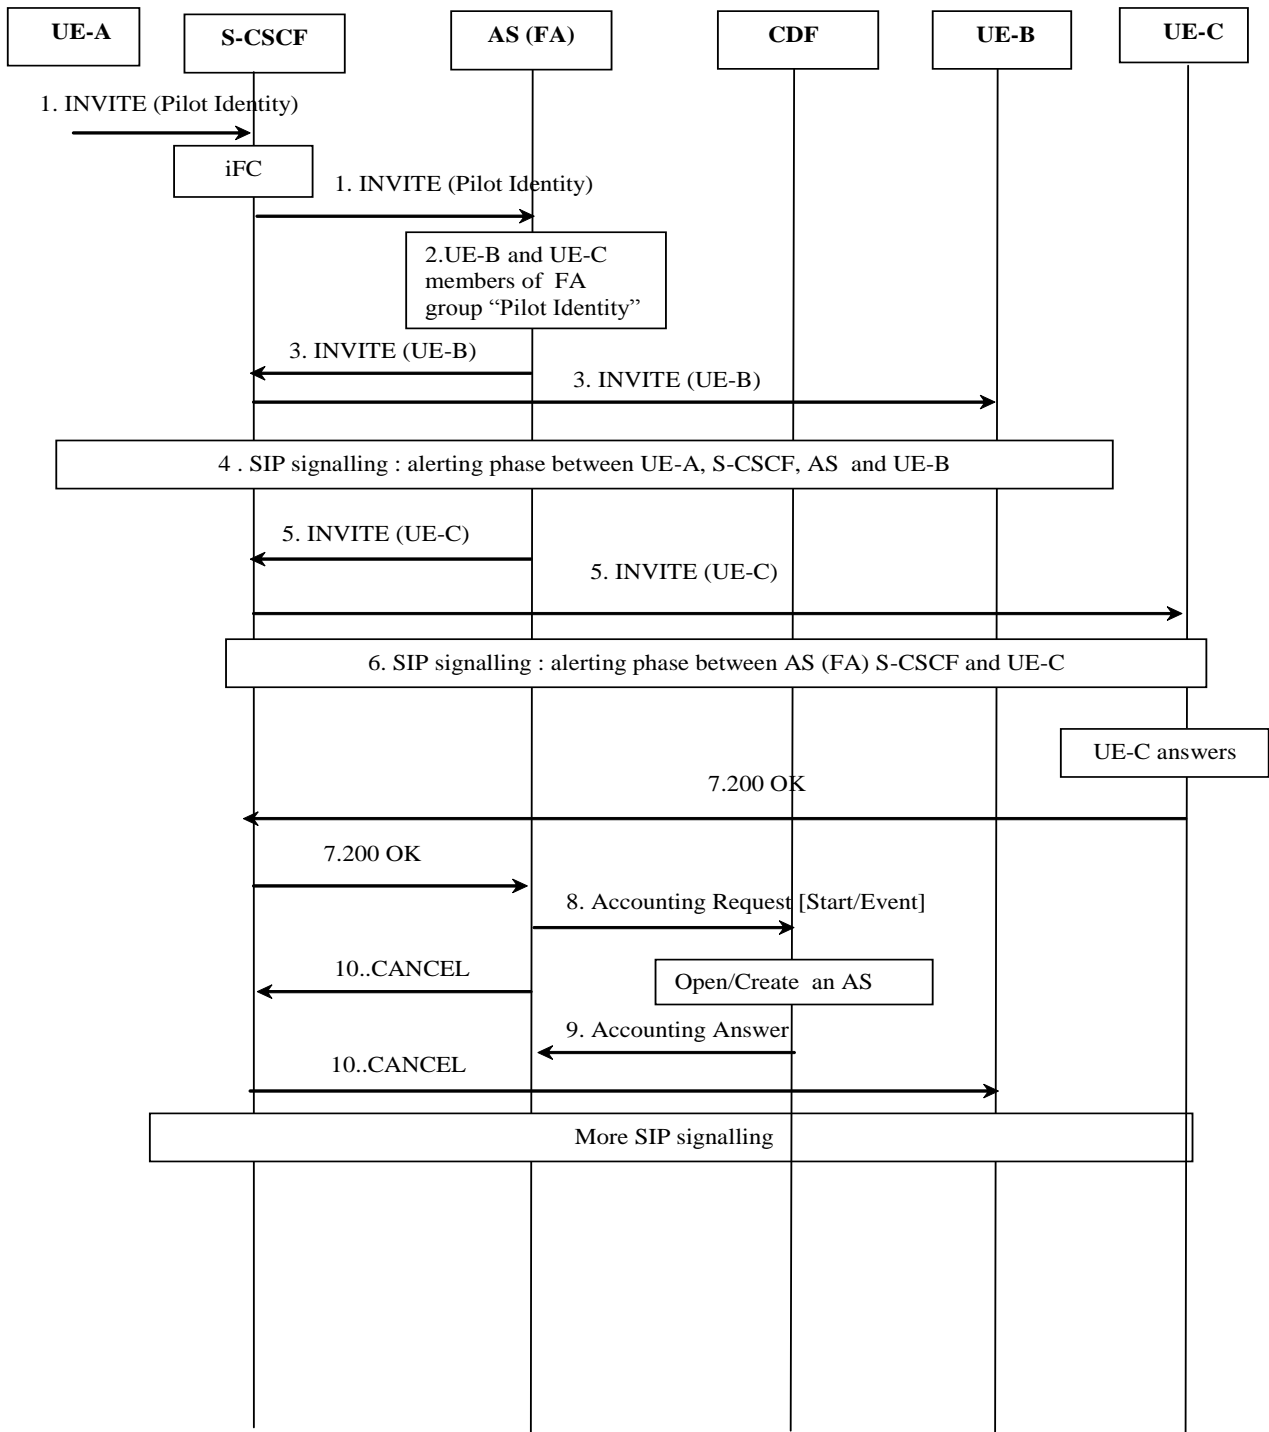 UE-A
S-CSCF
AS (FA)
CDF
UE-B
UE-C
1. INVITE (Pilot Identity)
iFC
1. INVITE (Pilot Identity)
2.UE-B and UE-C
members of FA
group “Pilot Identity”
3. INVITE (UE-B)
3. INVITE (UE-B)
4 . SIP signalling : alerting phase between UE-A, S-CSCF, AS and UE-B
5. INVITE (UE-C)
5. INVITE (UE-C)
6. SIP signalling : alerting phase between AS (FA) S-CSCF and UE-C
UE-C answers
7.200 OK
7.200 OK
8. Accounting Request [Start/Event]
10..CANCEL
Open/Create an AS
9. Accounting Answer
10..CANCEL
More SIP signalling